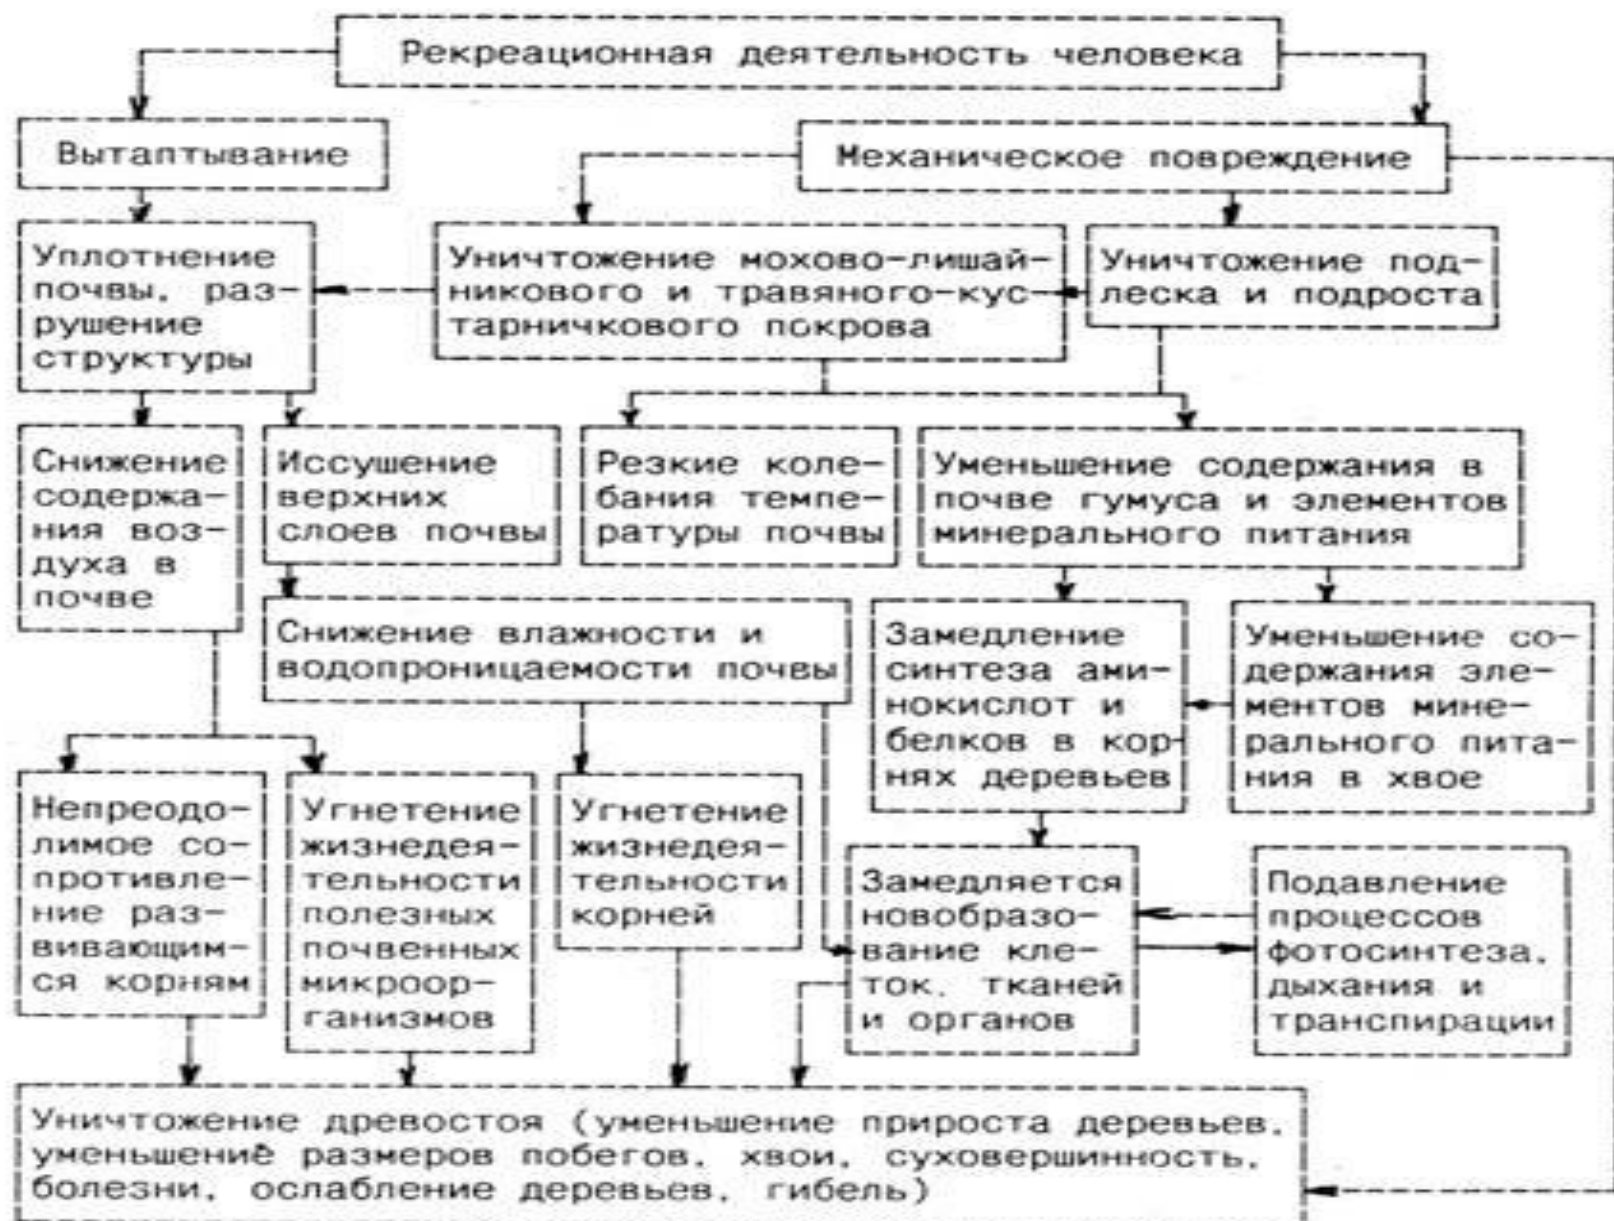 Рекреационная деятельность человека
Вытаптывание
Механическое повреждение
Уплотнение
почвы, раз-
рушение
структуры
Уничтожение мохово-лишай-
никового и травяного-кус-
тарничкового покрова
Уничтожение под-
леска и подроста
Снижение
содержа-
ния воз-
духа в
почве
Иссушение
верхних
слоев почвы
Резкие коле-
бания темпе-
ратуры почвы
Уменьшение содержания в
почве гумуса и элементов
минерального питания
Снижение влажности и
водопроницаемости почвы
Замедление
синтеза ами-
нокислот и
белков в кор-
нях деревьев
Уменьшение со-
держания эле-
ментов мине-
рального пита-
ния в хвое
Непреодо-
лимое со-
противле-
ние раз-
вивающим-
ся корням
Угнетение
жизнедея-
тельности
полезных
почвенных
микроор-
ганизмов
Угнетение
жизнедея-
тельности
корней
Замедляется
новобразо-
вание кле-
ток, тканей
и органов
Подавление
процессов
фотосинтеза,
дыхания и
транспирации
Уничтожение древостоя (уменьшение прироста деревьев,
уменьшение размеров побегов, хвои, суховершинность,
болезни, ослабление деревьев, гибель)